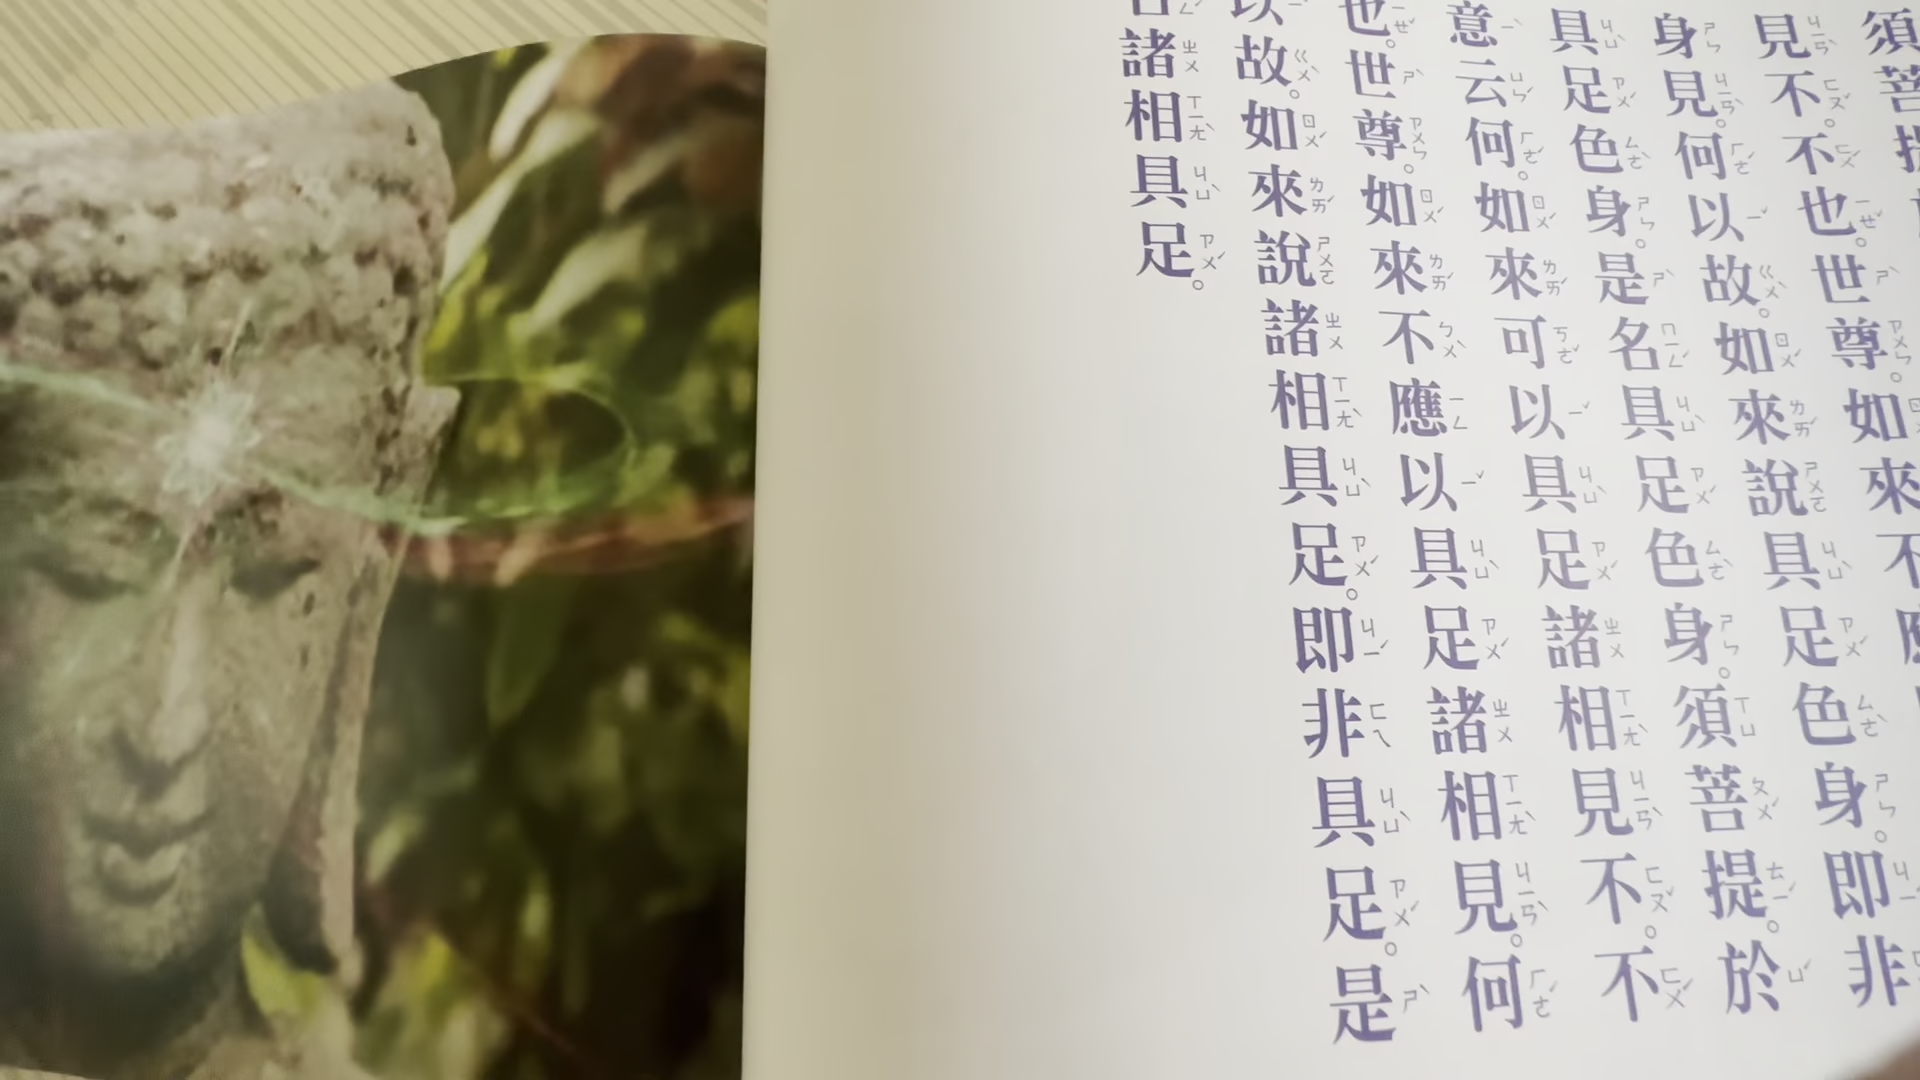 須菩提
見不。不也。世尊。如來不應
身見。何以故。如來說具足色身。即非
具足色身。是名具足色身。須菩提。於
意云何。如來可以具足諸相見不。不
也。世尊。如來不應以具足諸相見。何
以故。如來說諸相具足。即非具足。是
名諸相具足。